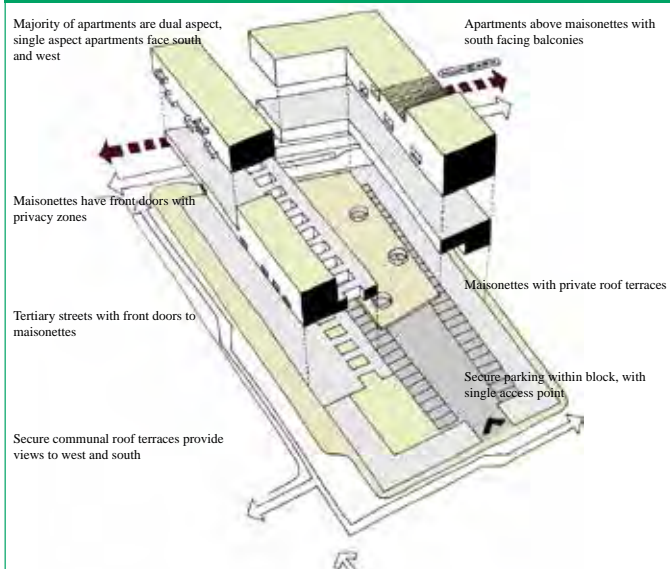 Majority of apartments are dual aspect,
single aspect apartments face south
and west
Apartments above maisonettes with
south facing balconies
Maisonettes have front doors with
privacy zones
Maisonettes with private roof terraces
Tertiary streets with front doors to
maisonettes
Secure parking within block, with
single access point
Secure communal roof terraces provide
views to west and south